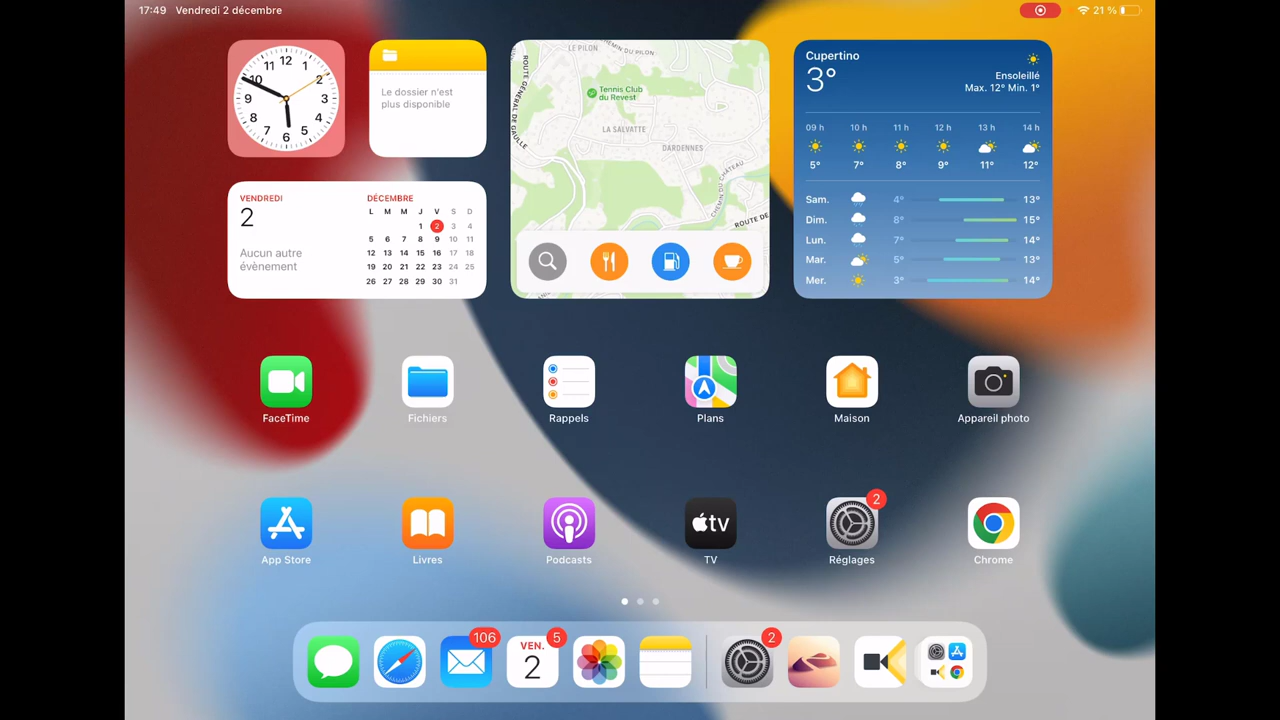 17:49 Vendredi 2 décembre
21 %
12
1
2
3
4
5
6
7
8
9
10
11
Le dossier n'est
plus disponible
LE PILON
CHEMIN DU PILON
ROUTE
GÉNÉRAL DE GAULLE
Tennis Club
du Revest
LA SALVATTE
DARDENNES
CHEMIN DU CHÂTEAU
ROUTE DE
Cupertino
3°
Ensoleillé
Max. 12° Min. 1°
09 h 10 h 11 h 12 h 13 h 14 h
5° 7° 8° 9° 11° 12°
Sam. 4° 13°
Dim. 8° 15°
Lun. 7° 14°
Mar. 5° 13°
Mer. 3° 14°
VENDREDI
2
Aucun autre
évènement
DÉCEMBRE
L M M J V S D
1 2 3 4
5 6 7 8 9 10 11
12 13 14 15 16 17 18
19 20 21 22 23 24 25
26 27 28 29 30 31
FaceTime
Fichiers
Rappels
Plans
Maison
Appareil photo
App Store
Livres
Podcasts
tv
TV
2
Réglages
Chrome
106
VEN.
2
5
2